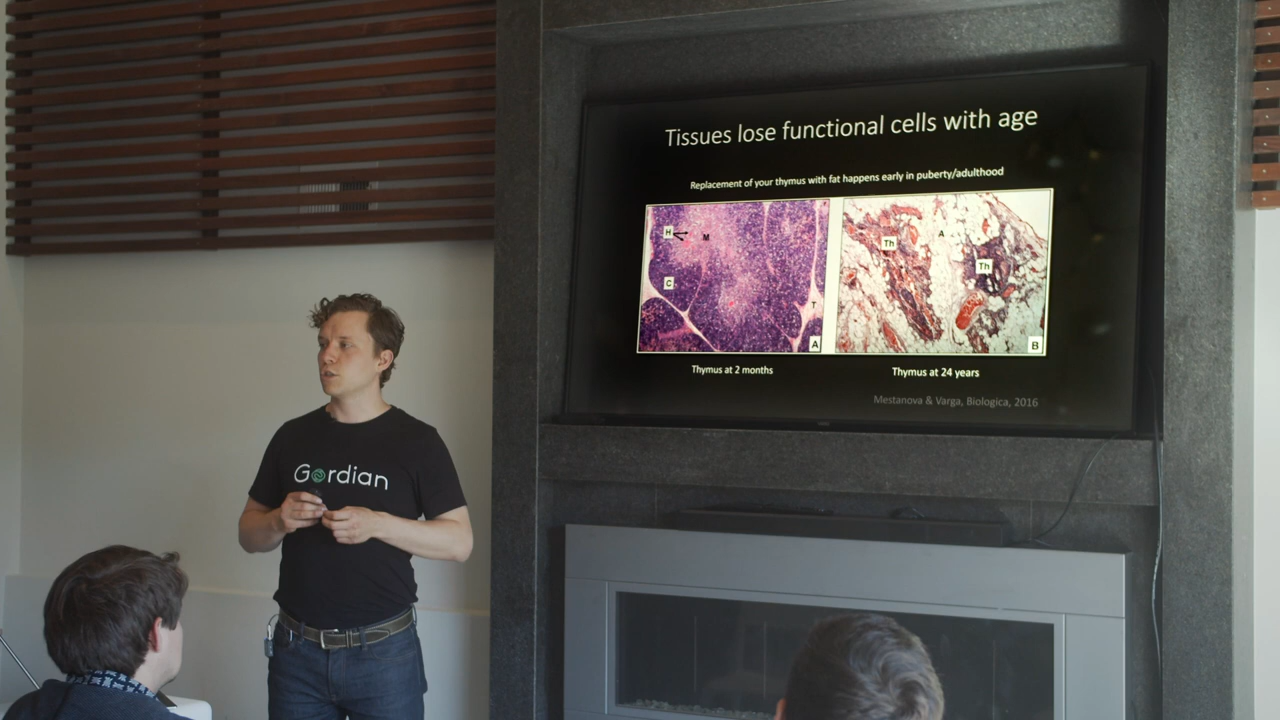 Tissues lose functional cells with age
Replacement of your thymus with fat happens early in puberty/adulthood
H
M
C
T
A
Th
A
Th
B
Thymus at 2 months
Thymus at 24 years
Mestanova & Varga, Biologica, 2016
Gordian